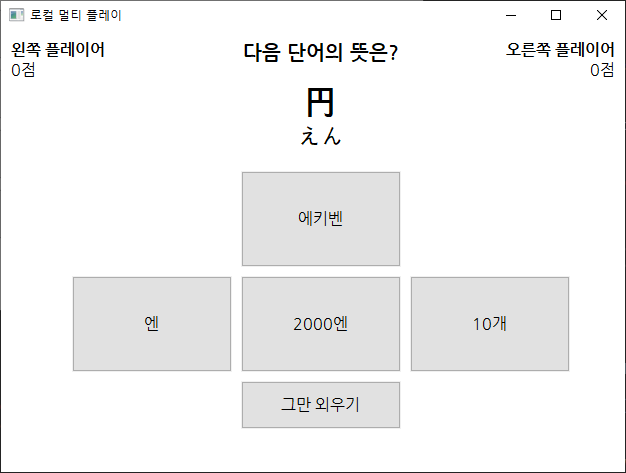 로컬 멀티 플레이
왼쪽 플레이어
0점
다음 단어의 뜻은?
오른쪽 플레이어
0점
円
えん
에키벤
엔
2000엔
10개
그만 외우기